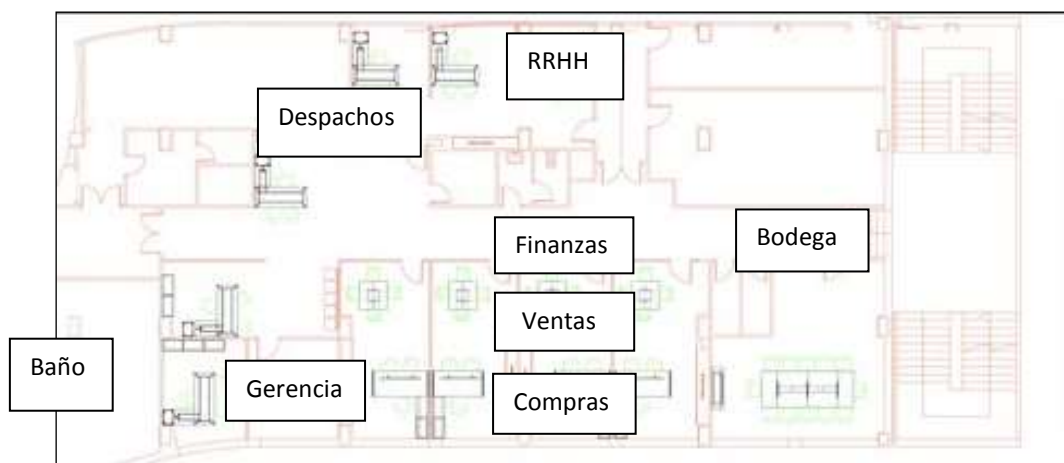 RRHH
Despachos
Finanzas
Bodega
Ventas
Baño
Gerencia
Compras